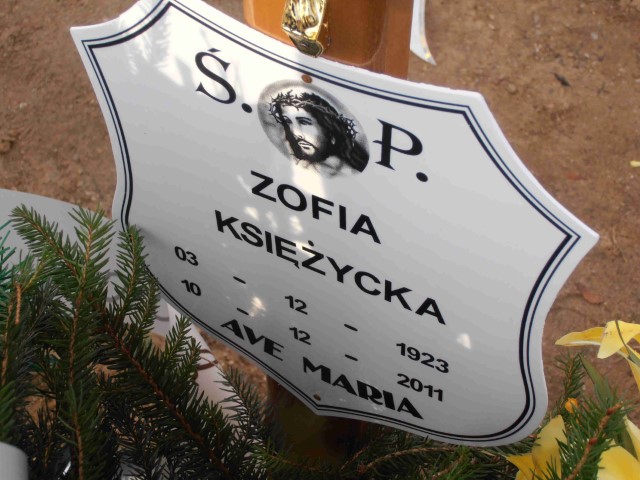 Ś. P.
ZOFIA
KSIĘŻYCKA
03 – 12 – 1923
10 – 12 – 2011
AVE MARIA